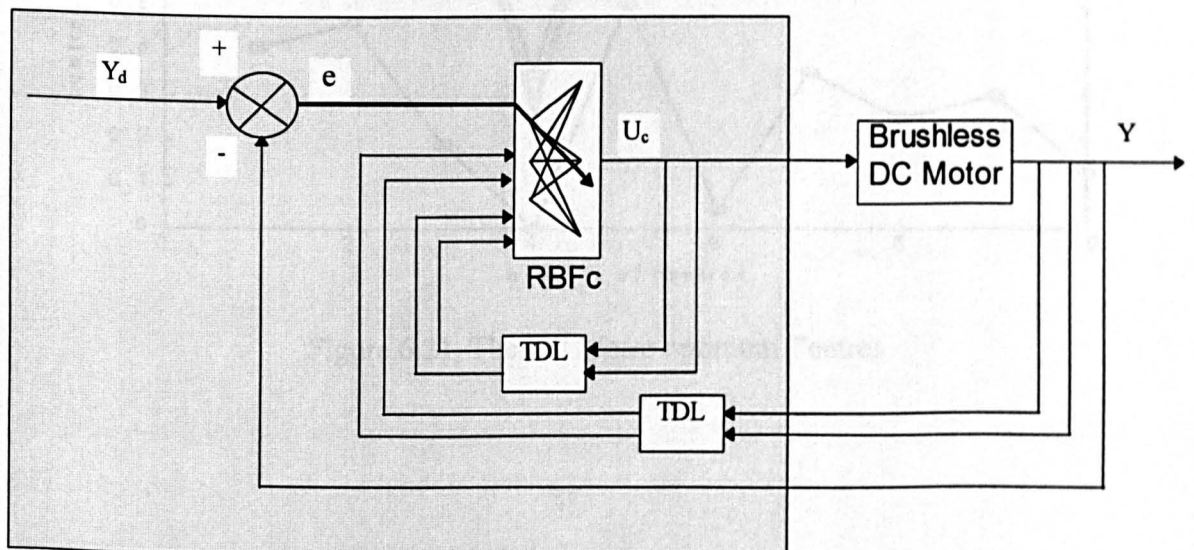 +
Y_d
e
-
U_c
RBFc
Brushless
DC Motor
Y
TDL
TDL